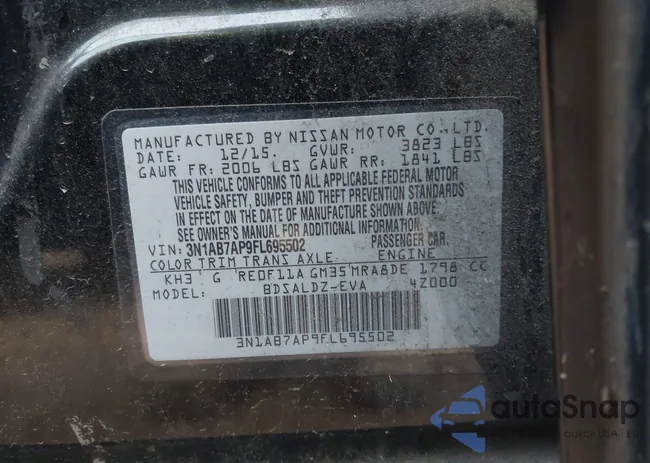 MANUFACTURED BY NISSAN MOTOR CO.,LTD.
DATE: 12/15. GVWR: 3823 LBS
GAWR FR: 2006 LBS GAWR RR: 1841 LBS
THIS VEHICLE CONFORMS TO ALL APPLICABLE FEDERAL MOTOR
VEHICLE SAFETY, BUMPER AND THEFT PREVENTION STANDARDS
IN EFFECT ON THE DATE OF MANUFACTURE SHOWN ABOVE.
SEE OWNER'S MANUAL FOR ADDITIONAL INFORMATION
VIN: 3N1AB7AP9FL695502 PASSENGER CAR.
COLOR TRIM TRANS AXLE ENGINE
KH3 G RE0F11A GM35 MRA8DE 1798 CC
MODEL: BDSALDZ-EVA 4Z000
3N1AB7AP9FL695502
autoSnap